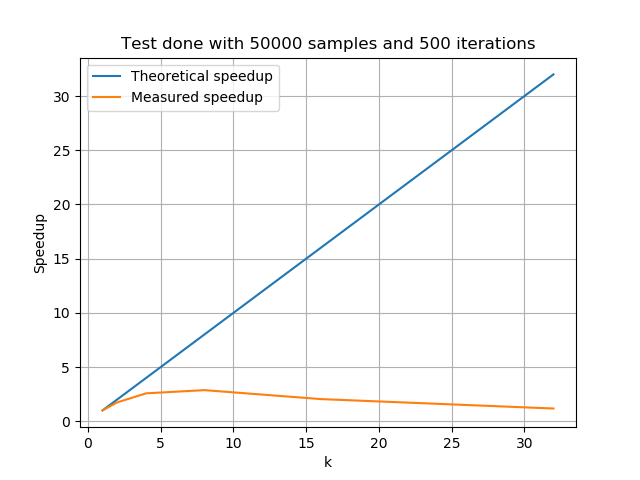 Test done with 50000 samples and 500 iterations
Theoretical speedup
Measured speedup
30
25
20
15
10
5
0
Speedup
0 5 10 15 20 25 30
k